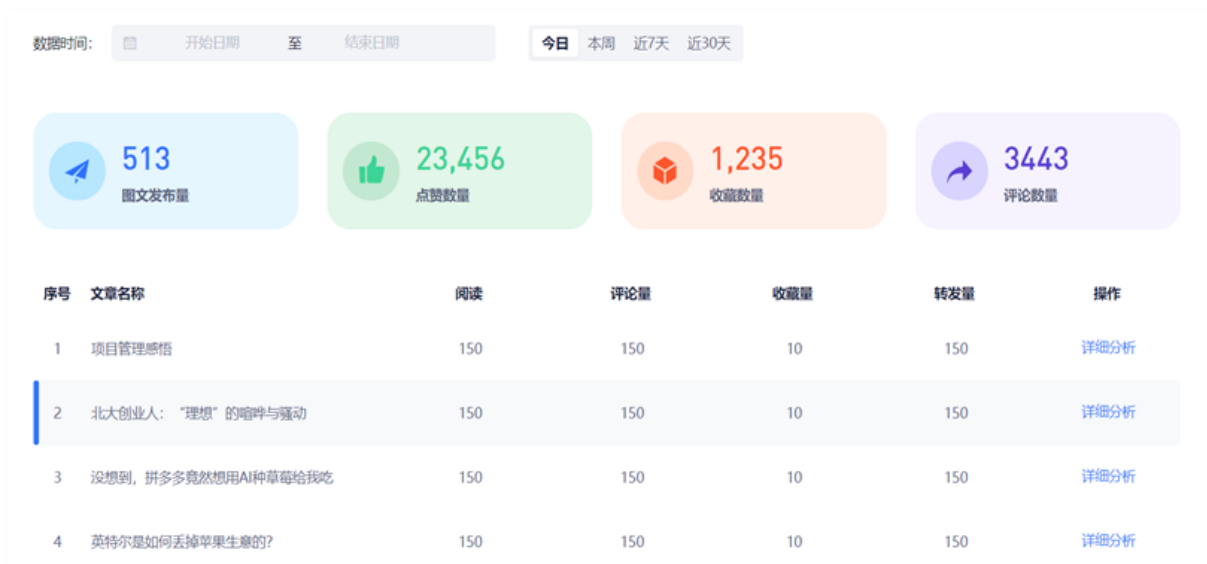 数据时间： 开始日期 至 结束日期 今日 本周 近7天 近30天
513 23,456 1,235 3443
图文发布量 点赞数量 收藏数量 评论数量
序号 文章名称 阅读 评论量 收藏量 转发量 操作
1 项目管理感悟 150 150 10 150 详细分析
2 北大创业人：“理想”的喧哗与骚动 150 150 10 150 详细分析
3 没想到，拼多多竟然想用AI种草莓给我吃 150 150 10 150 详细分析
4 英特尔是如何丢掉苹果生意的? 150 150 10 150 详细分析